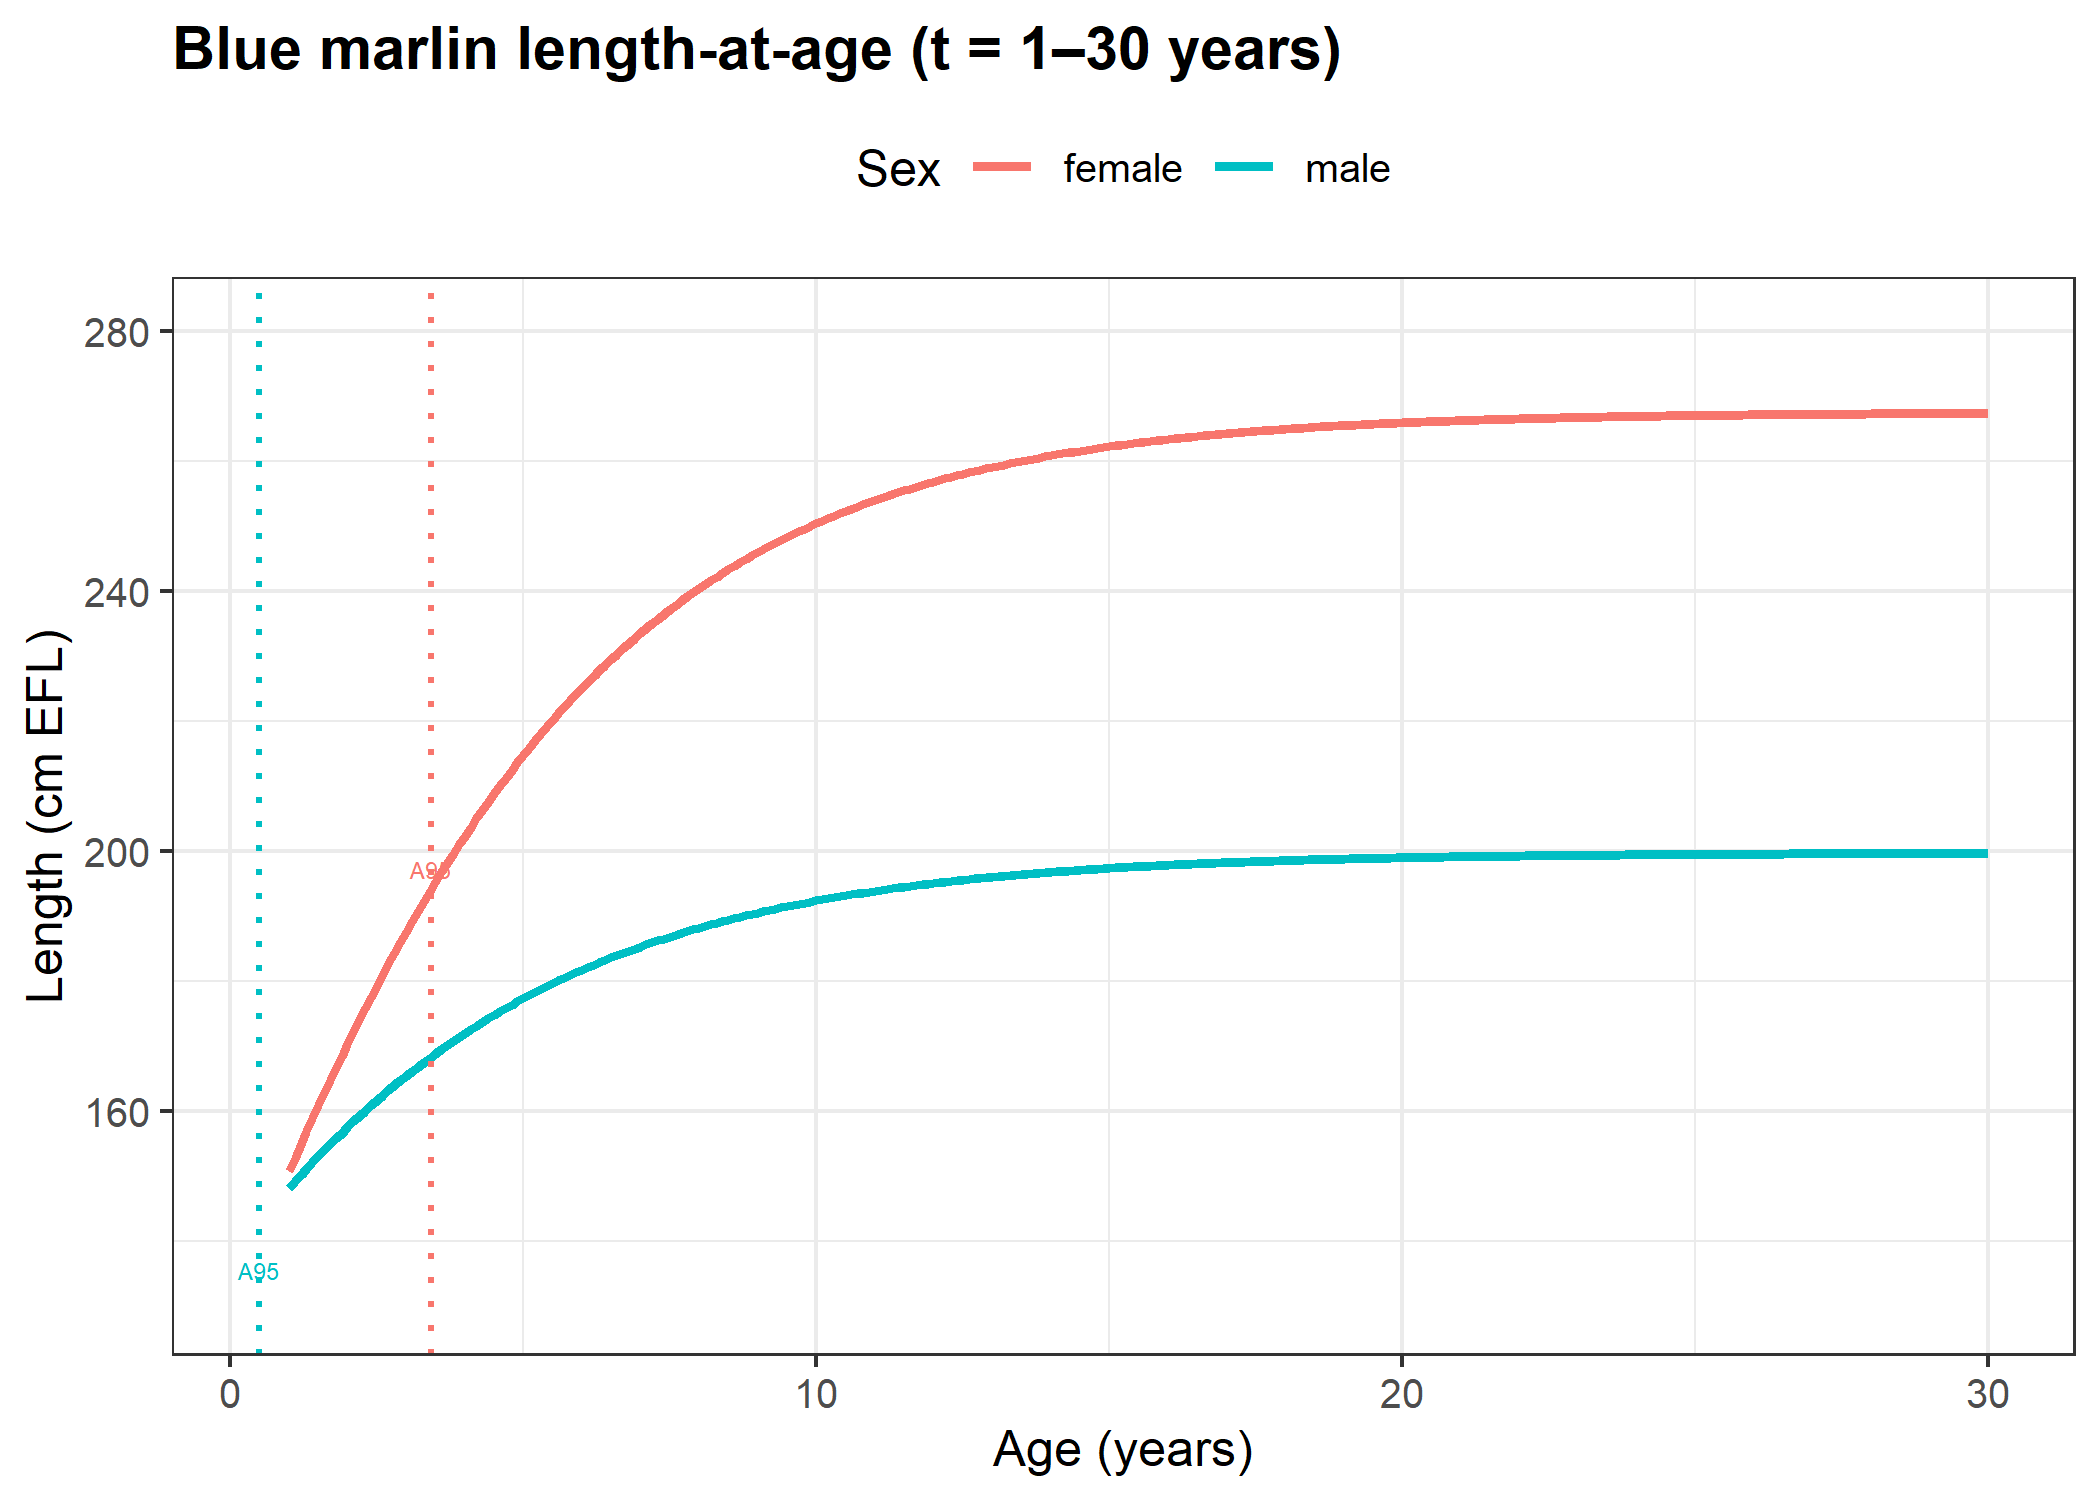 Blue marlin length-at-age (t = 1–30 years)
Sex female male
280
240
200
160
Length (cm EFL)
A95
A95
0 10 20 30
Age (years)